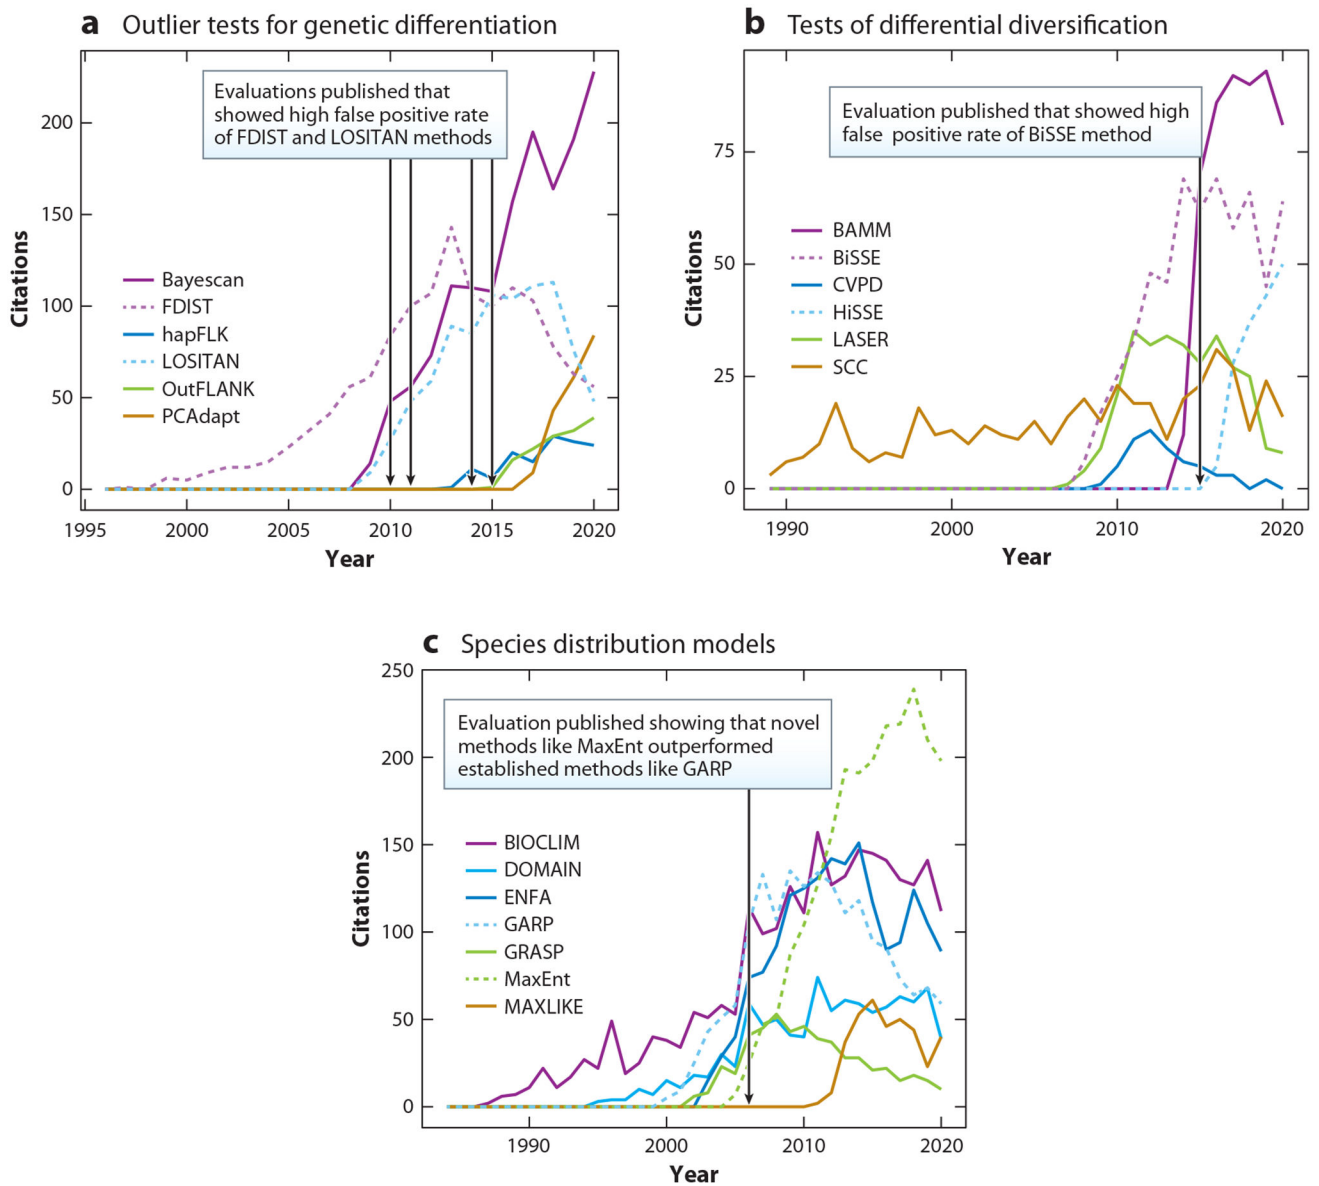 a Outlier tests for genetic differentiation
Evaluations published that
showed high false positive rate
of FDIST and LOSITAN methods
200
150
100
50
0
Citations
Bayescan
FDIST
hapFLK
LOSITAN
OutFLANK
PCAdapt
1995 2000 2005 2010 2015 2020
Year
b Tests of differential diversification
Evaluation published that showed high
false positive rate of BiSSE method
75
50
25
0
Citations
BAMM
BiSSE
CVPD
HiSSE
LASER
SCC
1990 2000 2010 2020
Year
c Species distribution models
Evaluation published showing that novel
methods like MaxEnt outperformed
established methods like GARP
250
200
150
100
50
0
Citations
BIOCLIM
DOMAIN
ENFA
GARP
GRASP
MaxEnt
MAXLIKE
1990 2000 2010 2020
Year